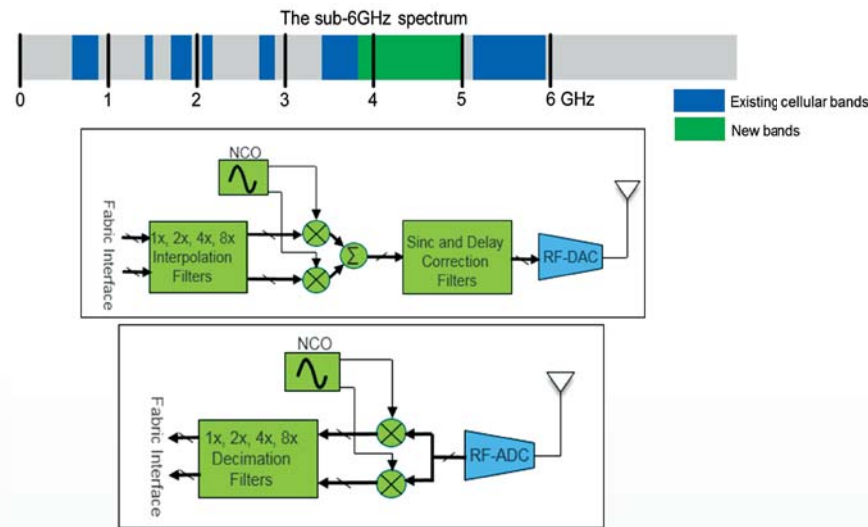 The sub-6GHz spectrum
0 1 2 3 4 5 6 GHz
Existing cellular bands
New bands
NCO
Fabric Interface
1x, 2x, 4x, 8x
Interpolation
Filters
Σ
Sinc and Delay
Correction
Filters
RF-DAC
NCO
Fabric Interface
1x, 2x, 4x, 8x
Decimation
Filters
RF-ADC